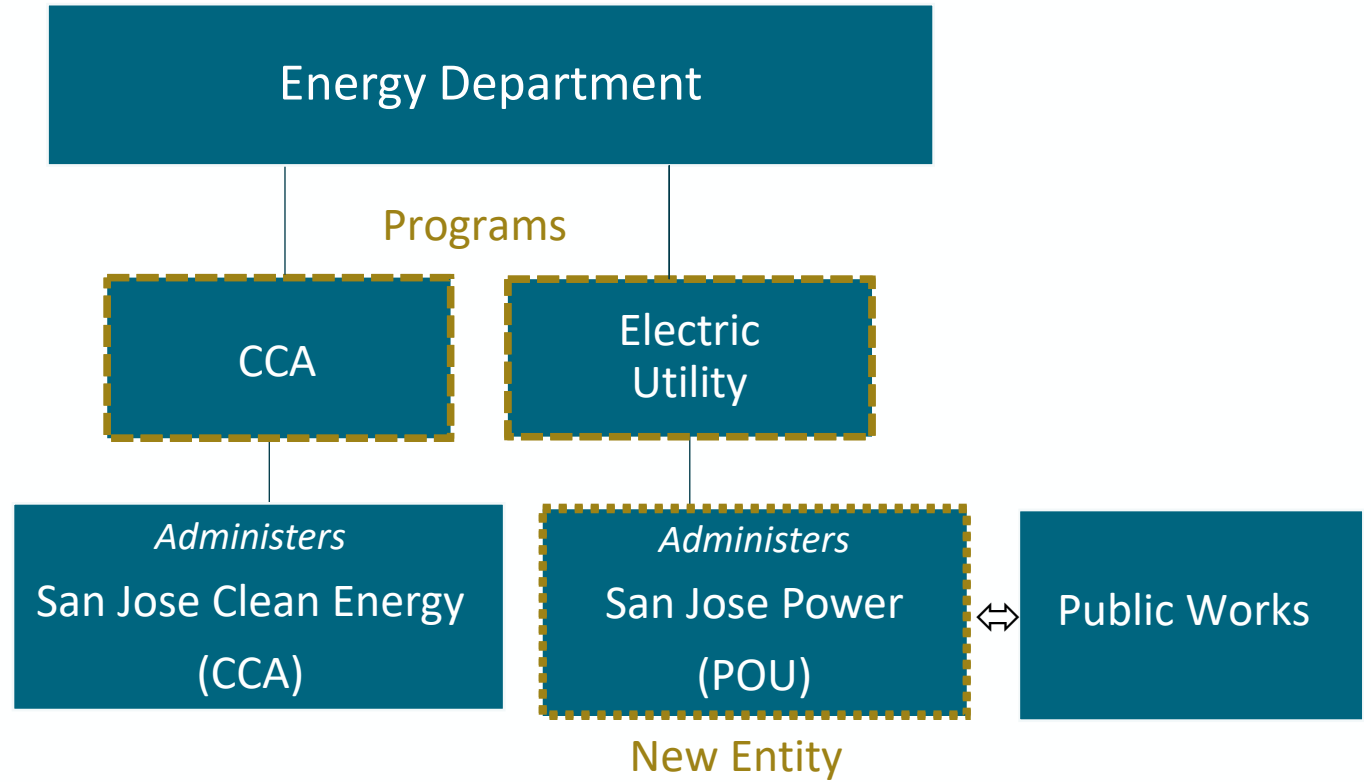 Energy Department
Programs
CCA
Electric
Utility
Administers
San Jose Clean Energy
(CCA)
Administers
San Jose Power
(POU)
Public Works
New Entity